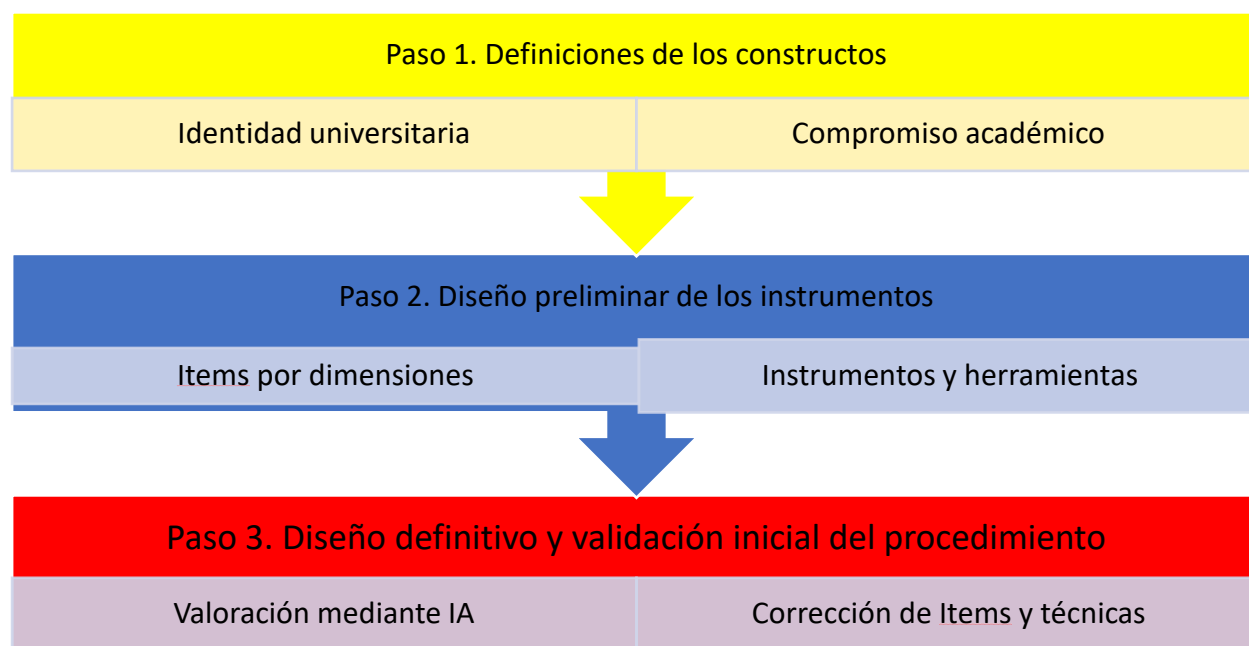 Paso 1. Definiciones de los constructos
Identidad universitaria
Compromiso académico
Paso 2. Diseño preliminar de los instrumentos
Items por dimensiones
Instrumentos y herramientas
Paso 3. Diseño definitivo y validación inicial del procedimiento
Valoración mediante IA
Corrección de Items y técnicas